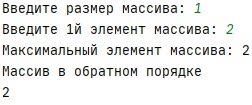 Введите размер массива: 1
Введите 1й элемент массива: 2
Максимальный элемент массива: 2
Массив в обратном порядке
2